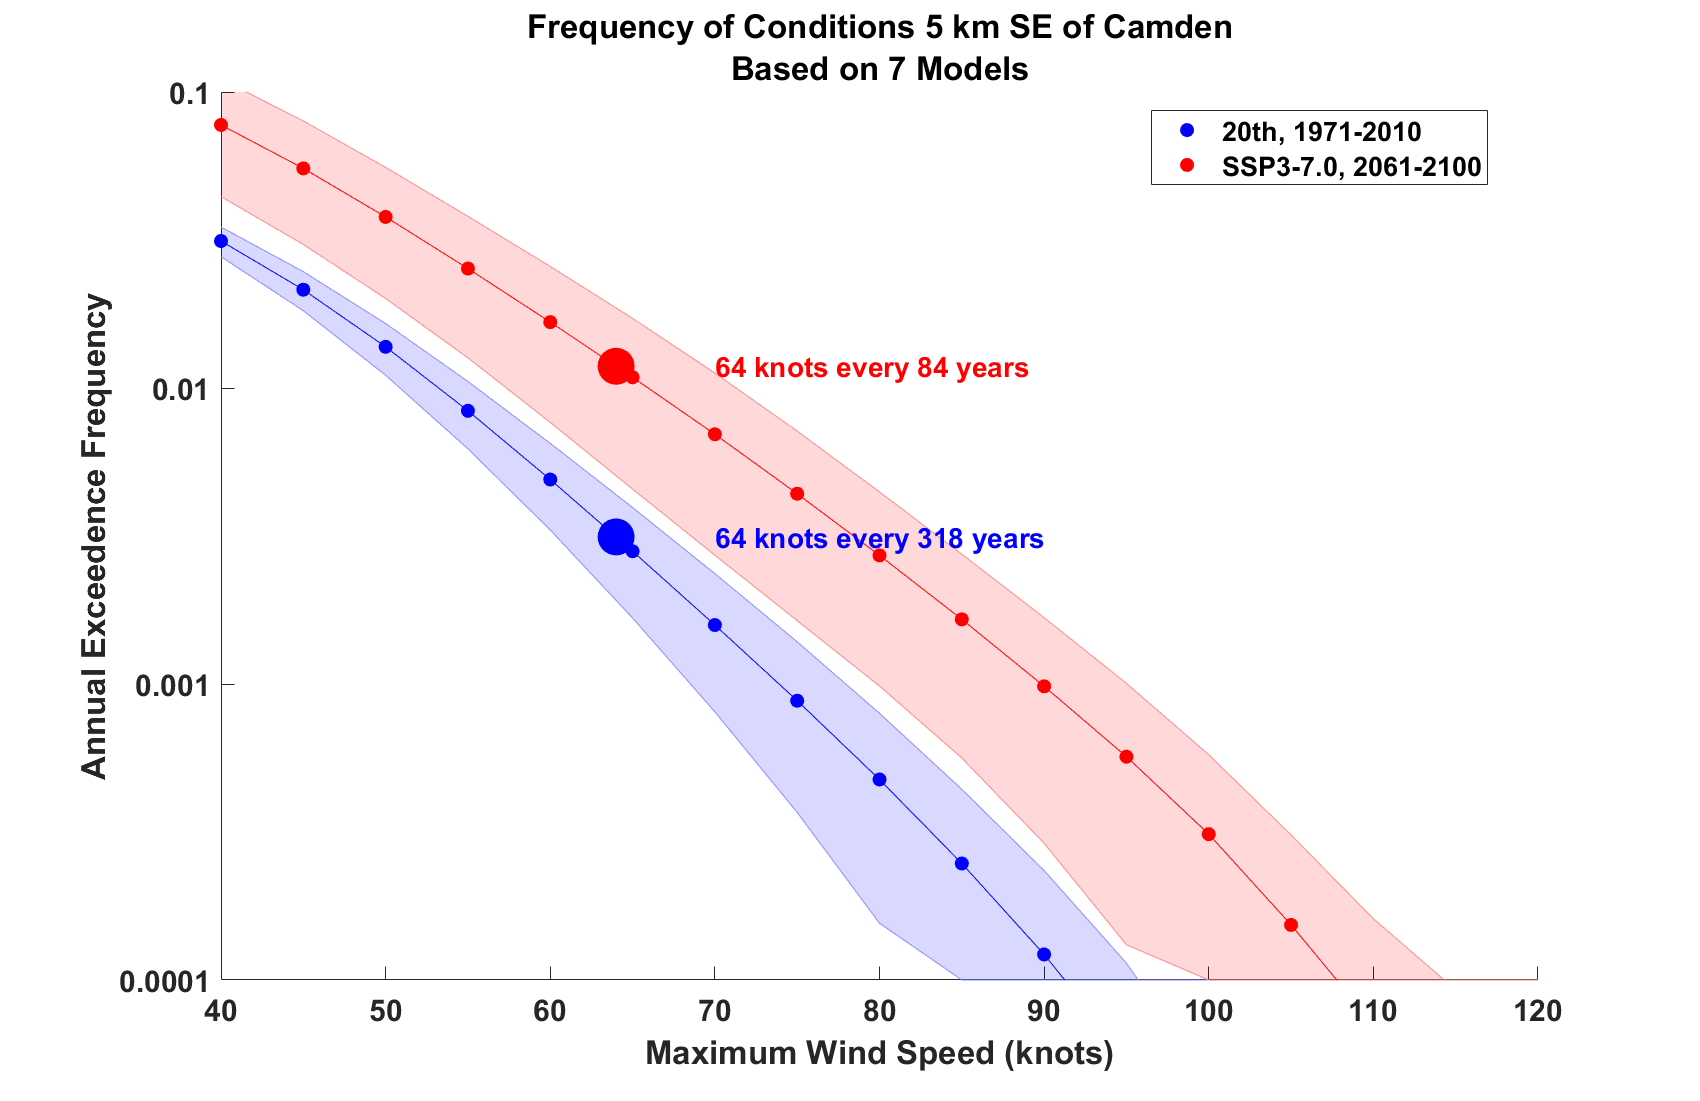 Frequency of Conditions 5 km SE of Camden
Based on 7 Models
0.1
0.01
0.001
0.0001
Annual Exceedence Frequency
20th, 1971-2010
SSP3-7.0, 2061-2100
64 knots every 84 years
64 knots every 318 years
40 50 60 70 80 90 100 110 120
Maximum Wind Speed (knots)